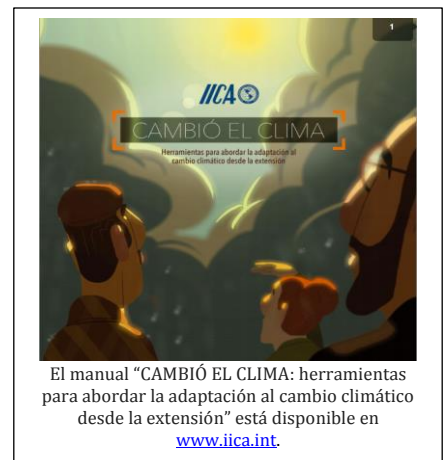 1
IICA
CAMBIÓ EL CLIMA
Herramientas para abordar la adaptación al
cambio climático desde la extensión
El manual “CAMBIÓ EL CLIMA: herramientas
para abordar la adaptación al cambio climático
desde la extensión” está disponible en
www.iica.int.